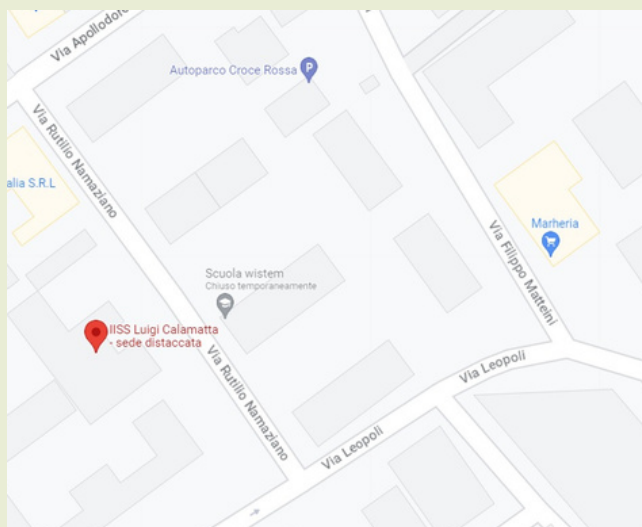 Via Apollodoro
Autoparco Croce Rossa
P
Via Rutilio Namaziano
alia S.R.L
Marheria
Via Filippo Matteini
Scuola wistem
Chiuso temporaneamente
IISS Luigi Calamatta
- sede distaccata
Via Rutilio Namaziano
Via Leopoli
Via Leopoli